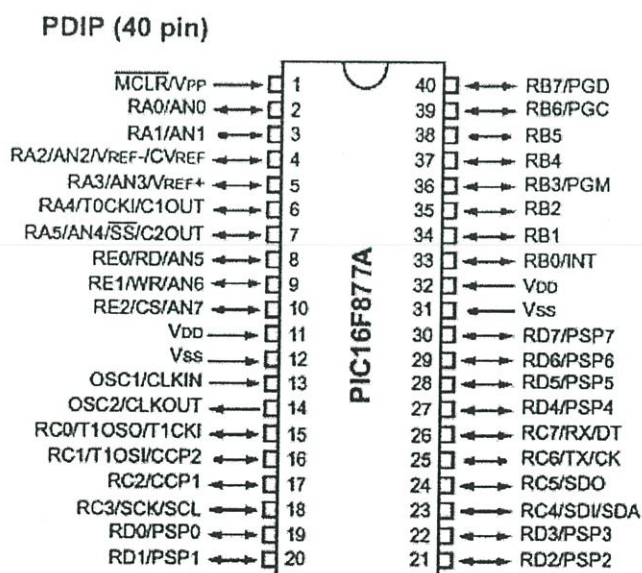 PDIP (40 pin)
MCLR/VPP 1 40 RB7/PGD
RA0/AN0 2 39 RB6/PGC
RA1/AN1 3 38 RB5
RA2/AN2/VREF-/CVREF 4 37 RB4
RA3/AN3/VREF+ 5 36 RB3/PGM
RA4/T0CKI/C1OUT 6 35 RB2
RA5/AN4/SS/C2OUT 7 34 RB1
RE0/RD/AN5 8 33 RB0/INT
RE1/WR/AN6 9 32 VDD
RE2/CS/AN7 10 31 VSS
VDD 11 30 RD7/PSP7
VSS 12 29 RD6/PSP6
OSC1/CLKIN 13 28 RD5/PSP5
OSC2/CLKOUT 14 27 RD4/PSP4
RC0/T1OSO/T1CKI 15 26 RC7/RX/DT
RC1/T1OSI/CCP2 16 25 RC6/TX/CK
RC2/CCP1 17 24 RC5/SDO
RC3/SCK/SCL 18 23 RC4/SDI/SDA
RD0/PSP0 19 22 RD3/PSP3
RD1/PSP1 20 21 RD2/PSP2
PIC16F877A